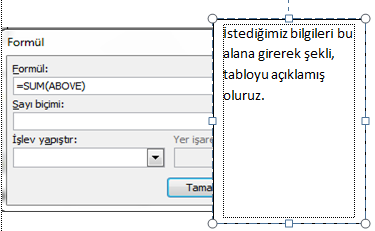 Formül
Formül:
=SUM(ABOVE)
Sayı biçimi:
İşlev yapıştır:
Yer işare
Tama
İstediğimiz bilgileri bu
alana girerek şekli,
tabloyu açıklamış
oluruz.